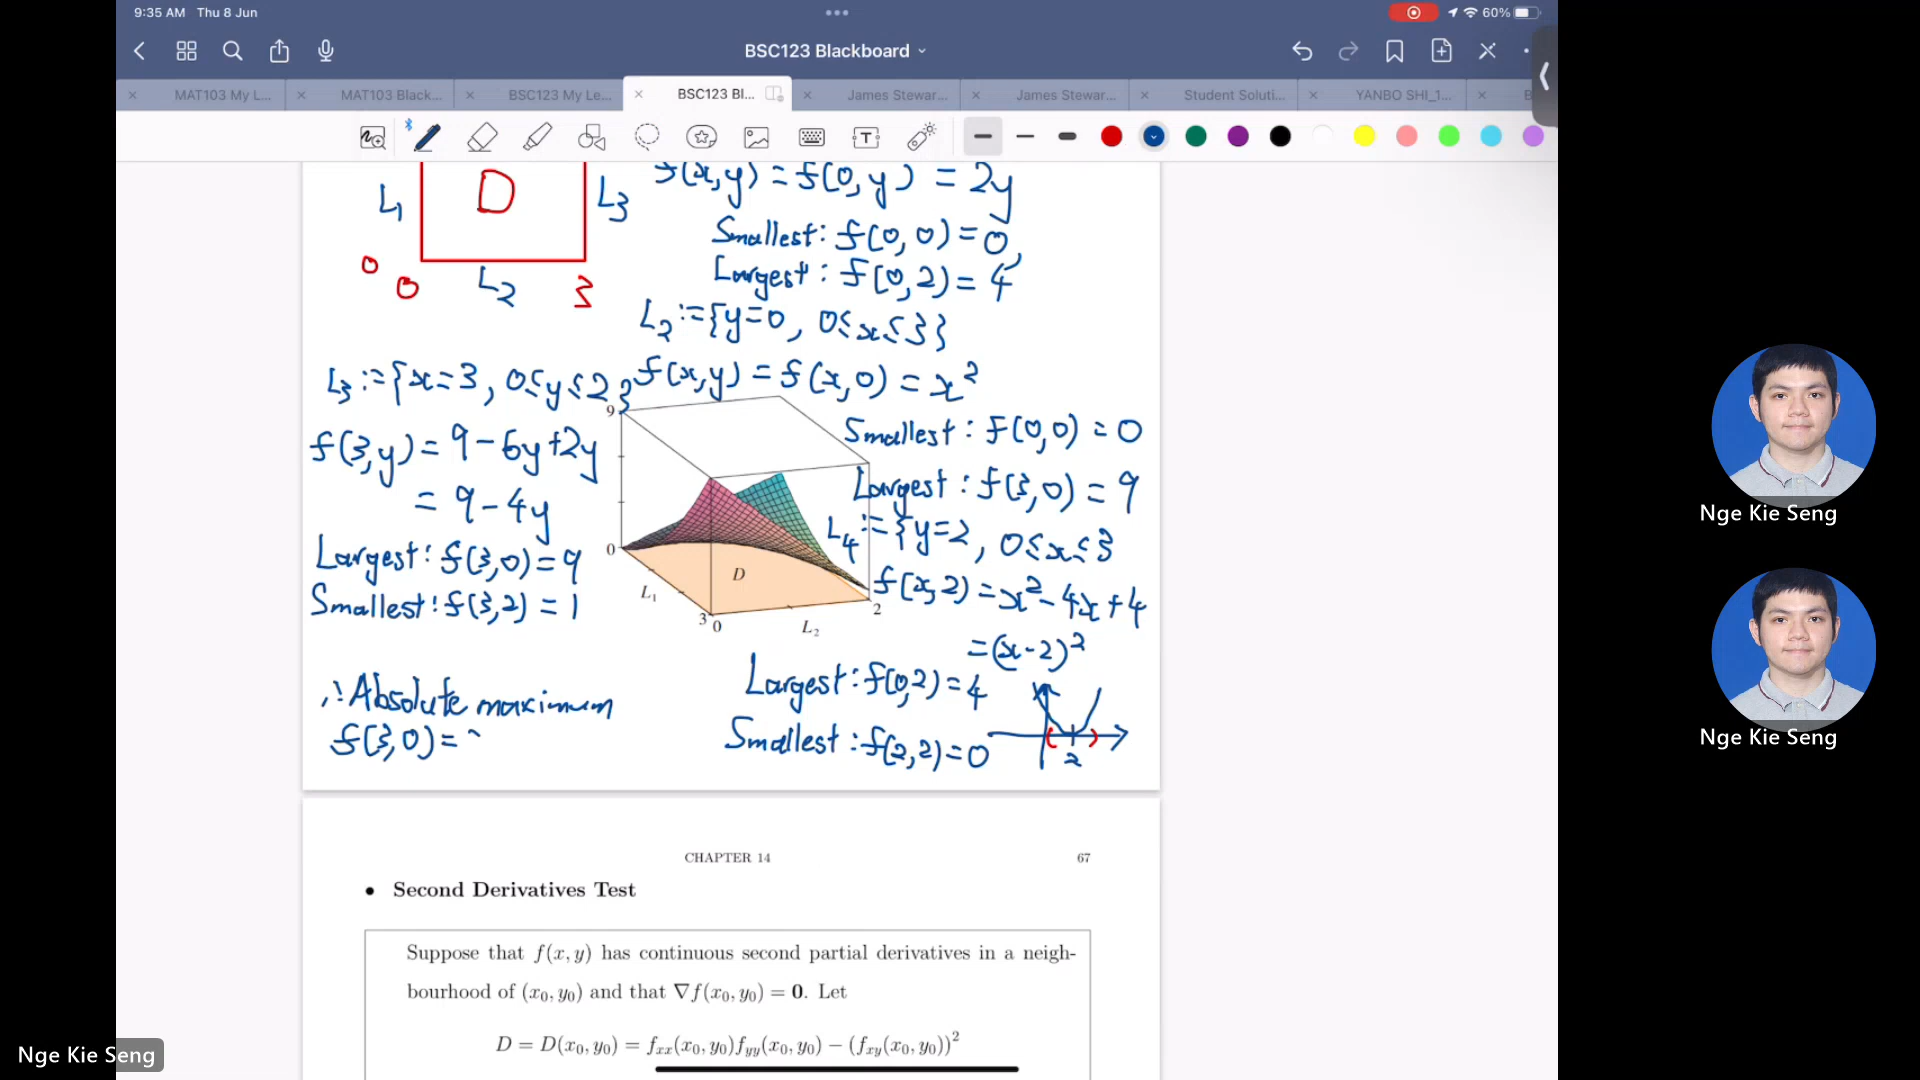 9:35 AM Thu 8 Jun
60%
BSC123 Blackboard
MAT103 My L...
MAT103 Black...
BSC123 My Le...
BSC123 Bl...
James Stewar...
James Stewar...
Student Soluti...
YANBO SHI_1...
B
L1 D L3
0
0 L2 3
f(x,y) = f(0,y) = 2y
Smallest: f(0,0) = 0,
Largest: f(0,2) = 4
L2 := {y=0, 0≤x≤3}
f(x,y) = f(x,0) = x²
Smallest: f(0,0) = 0
Largest: f(3,0) = 9
L3 := {x=3, 0≤y≤2}
f(3,y) = 9-6y+2y
= 9-4y
Largest: f(3,0) = 9
Smallest: f(3,2) = 1
9
0
D
L1
3
0
L2
2
L4 := {y=2, 0≤x≤3
f(x,2) = x²-4x+4
= (x-2)²
Largest: f(0,2) = 4
Smallest: f(2,2) = 0
2
∴ Absolute maximum
f(3,0) =
CHAPTER 14 67
• Second Derivatives Test
Suppose that f(x, y) has continuous second partial derivatives in a neigh-
bourhood of (x₀, y₀) and that ∇f(x₀, y₀) = 0. Let
D = D(x₀, y₀) = fₓₓ(x₀, y₀)f_yy(x₀, y₀) − (f_xy(x₀, y₀))²
Nge Kie Seng
Nge Kie Seng
Nge Kie Seng